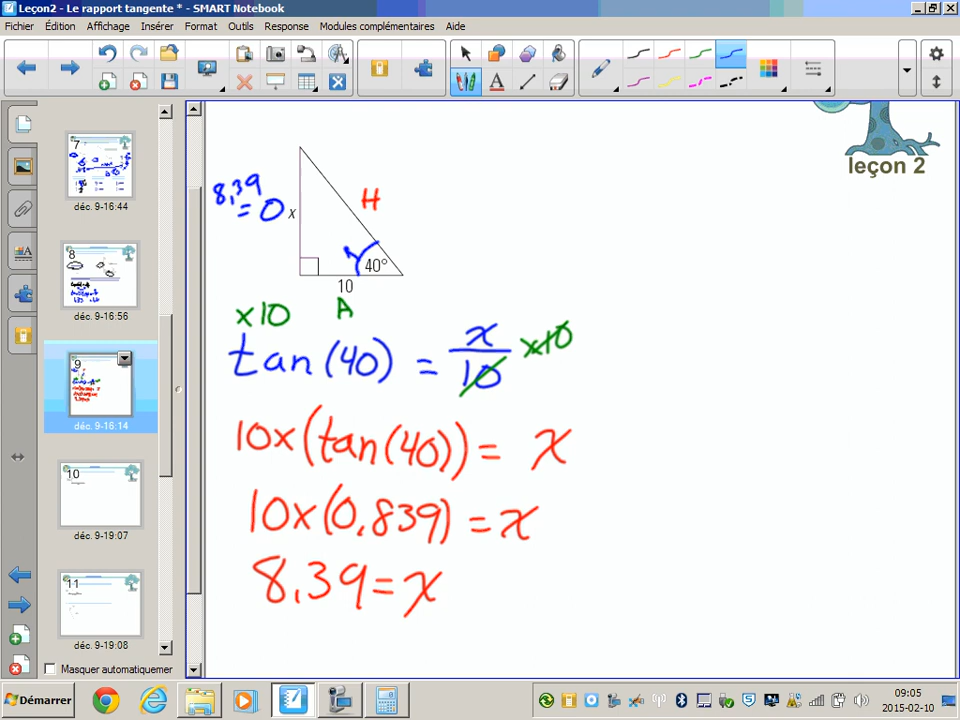 Leçon2 - Le rapport tangente * - SMART Notebook
Fichier Édition Affichage Insérer Format Outils Response Modules complémentaires Aide
7
déc. 9-16:44
8
déc. 9-16:56
9
déc. 9-16:14
10
déc. 9-19:07
11
déc. 9-19:08
Masquer automatiquemer
leçon 2
8,39
= O x
H
40°
10
A
x10
tan (40) = x/10 x10
10x(tan(40)) = x
10x(0,839) = x
8,39 = x
Démarrer
09:05
2015-02-10